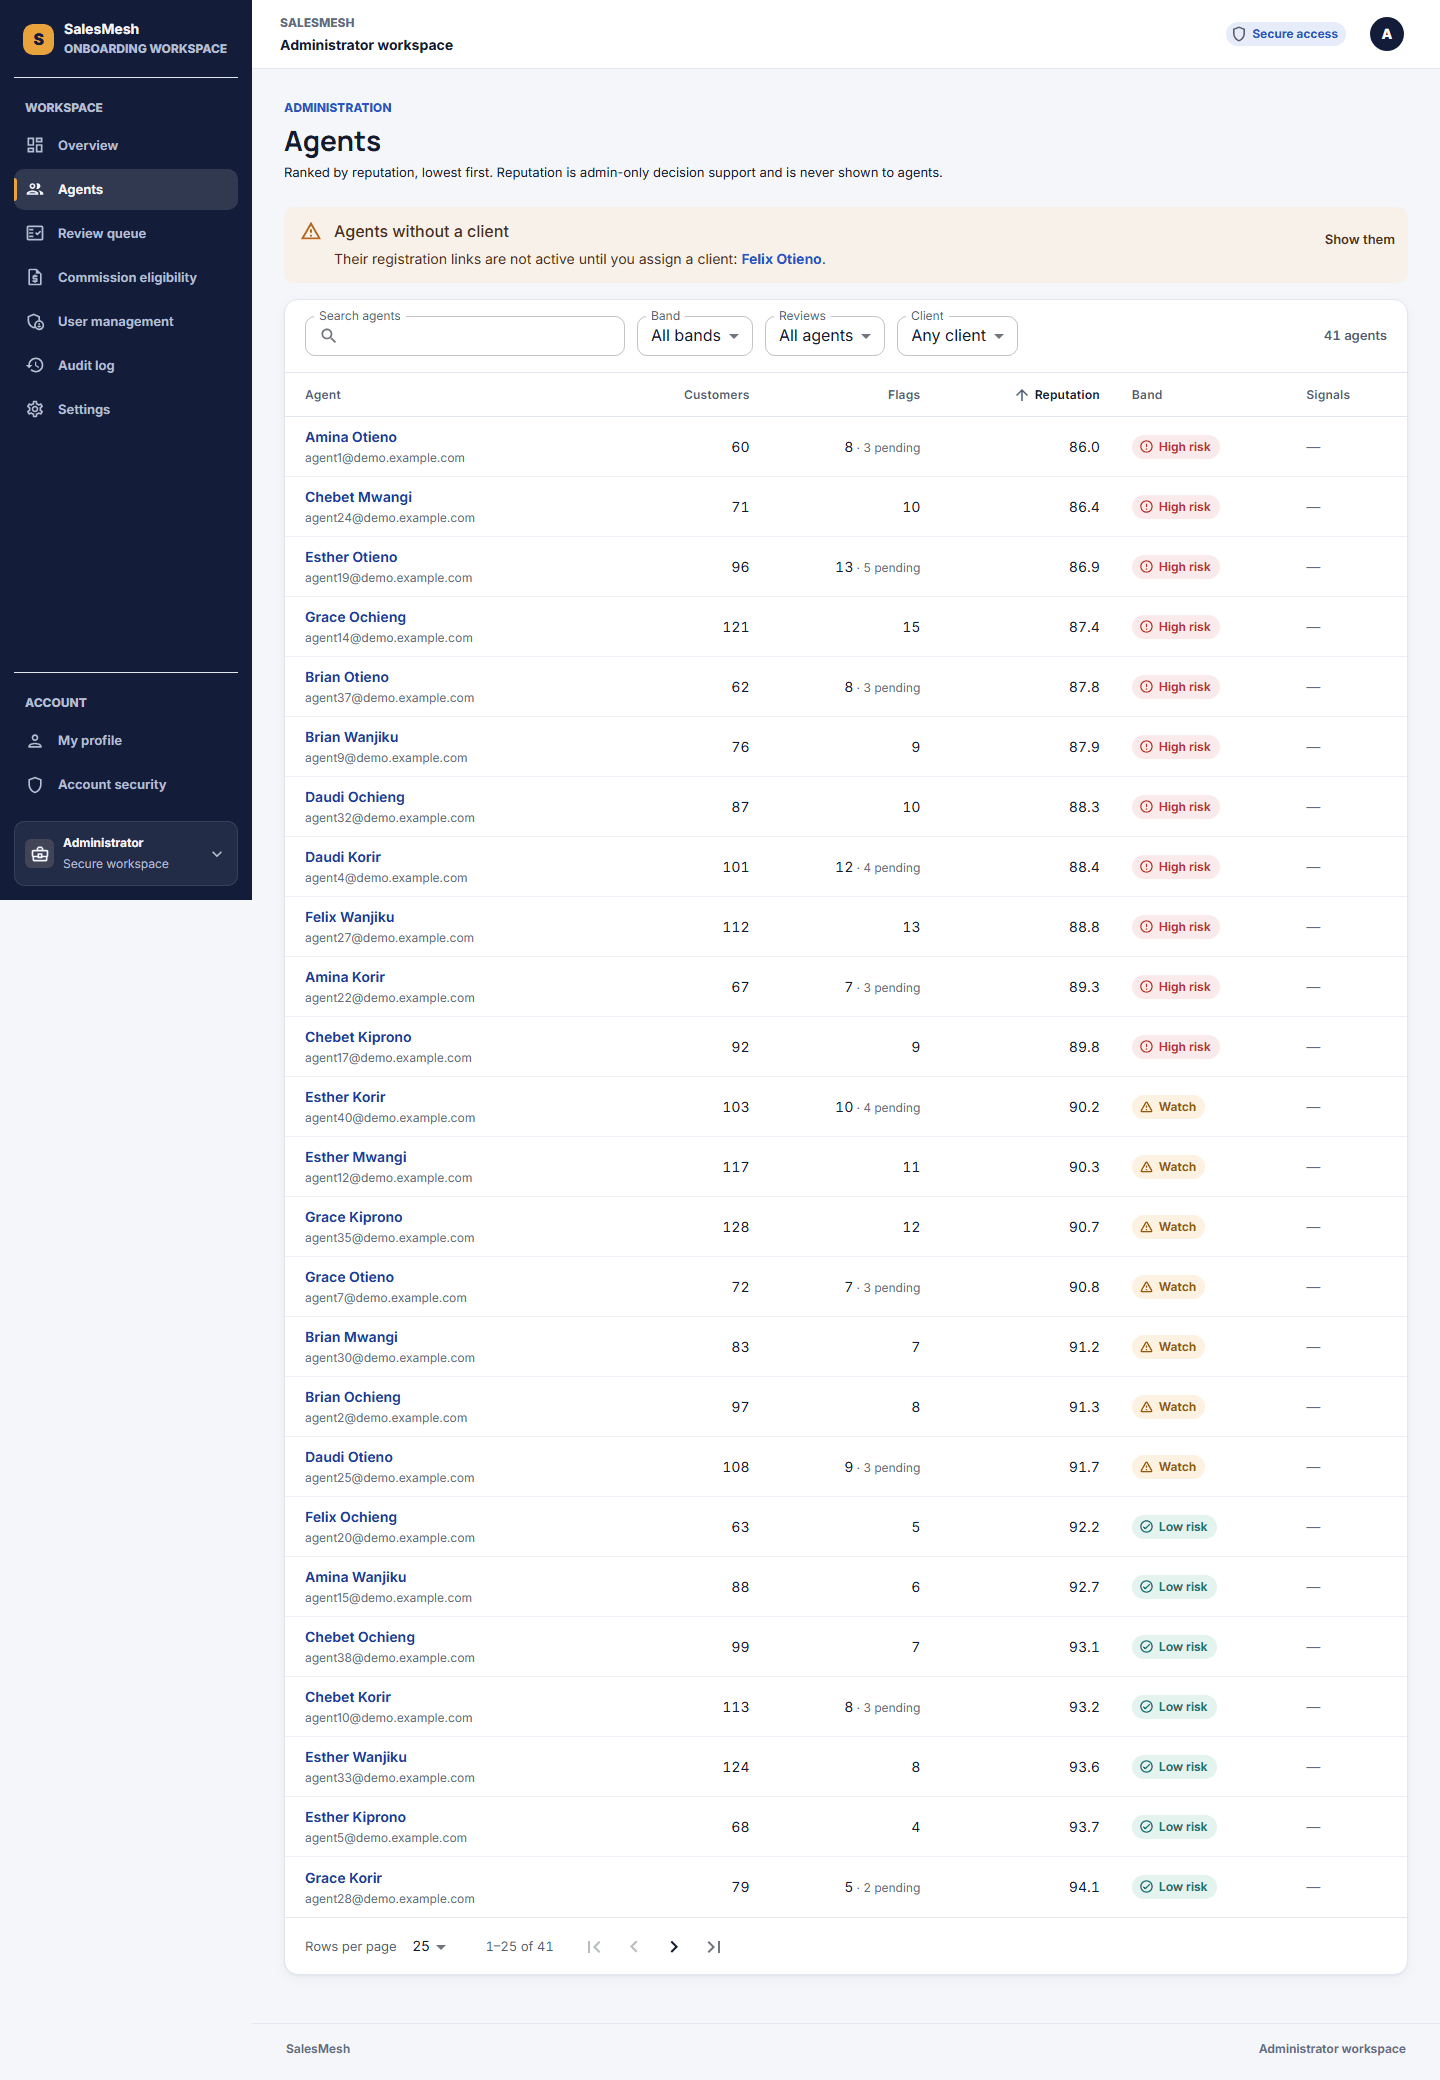 S
SalesMesh
ONBOARDING WORKSPACE
WORKSPACE
Overview
Agents
Review queue
Commission eligibility
User management
Audit log
Settings
ACCOUNT
My profile
Account security
Administrator
Secure workspace
SALESMESH
Administrator workspace
Secure access
A
ADMINISTRATION
Agents
Ranked by reputation, lowest first. Reputation is admin-only decision support and is never shown to agents.
Agents without a client
Their registration links are not active until you assign a client: Felix Otieno.
Show them
Search agents
Band
All bands
Reviews
All agents
Client
Any client
41 agents
Agent Customers Flags Reputation Band Signals
Amina Otieno
agent1@demo.example.com
60 8 · 3 pending 86.0 High risk —
Chebet Mwangi
agent24@demo.example.com
71 10 86.4 High risk —
Esther Otieno
agent19@demo.example.com
96 13 · 5 pending 86.9 High risk —
Grace Ochieng
agent14@demo.example.com
121 15 87.4 High risk —
Brian Otieno
agent37@demo.example.com
62 8 · 3 pending 87.8 High risk —
Brian Wanjiku
agent9@demo.example.com
76 9 87.9 High risk —
Daudi Ochieng
agent32@demo.example.com
87 10 88.3 High risk —
Daudi Korir
agent4@demo.example.com
101 12 · 4 pending 88.4 High risk —
Felix Wanjiku
agent27@demo.example.com
112 13 88.8 High risk —
Amina Korir
agent22@demo.example.com
67 7 · 3 pending 89.3 High risk —
Chebet Kiprono
agent17@demo.example.com
92 9 89.8 High risk —
Esther Korir
agent40@demo.example.com
103 10 · 4 pending 90.2 Watch —
Esther Mwangi
agent12@demo.example.com
117 11 90.3 Watch —
Grace Kiprono
agent35@demo.example.com
128 12 90.7 Watch —
Grace Otieno
agent7@demo.example.com
72 7 · 3 pending 90.8 Watch —
Brian Mwangi
agent30@demo.example.com
83 7 91.2 Watch —
Brian Ochieng
agent2@demo.example.com
97 8 91.3 Watch —
Daudi Otieno
agent25@demo.example.com
108 9 · 3 pending 91.7 Watch —
Felix Ochieng
agent20@demo.example.com
63 5 92.2 Low risk —
Amina Wanjiku
agent15@demo.example.com
88 6 92.7 Low risk —
Chebet Ochieng
agent38@demo.example.com
99 7 93.1 Low risk —
Chebet Korir
agent10@demo.example.com
113 8 · 3 pending 93.2 Low risk —
Esther Wanjiku
agent33@demo.example.com
124 8 93.6 Low risk —
Esther Kiprono
agent5@demo.example.com
68 4 93.7 Low risk —
Grace Korir
agent28@demo.example.com
79 5 · 2 pending 94.1 Low risk —
Rows per page 25 1–25 of 41
SalesMesh
Administrator workspace